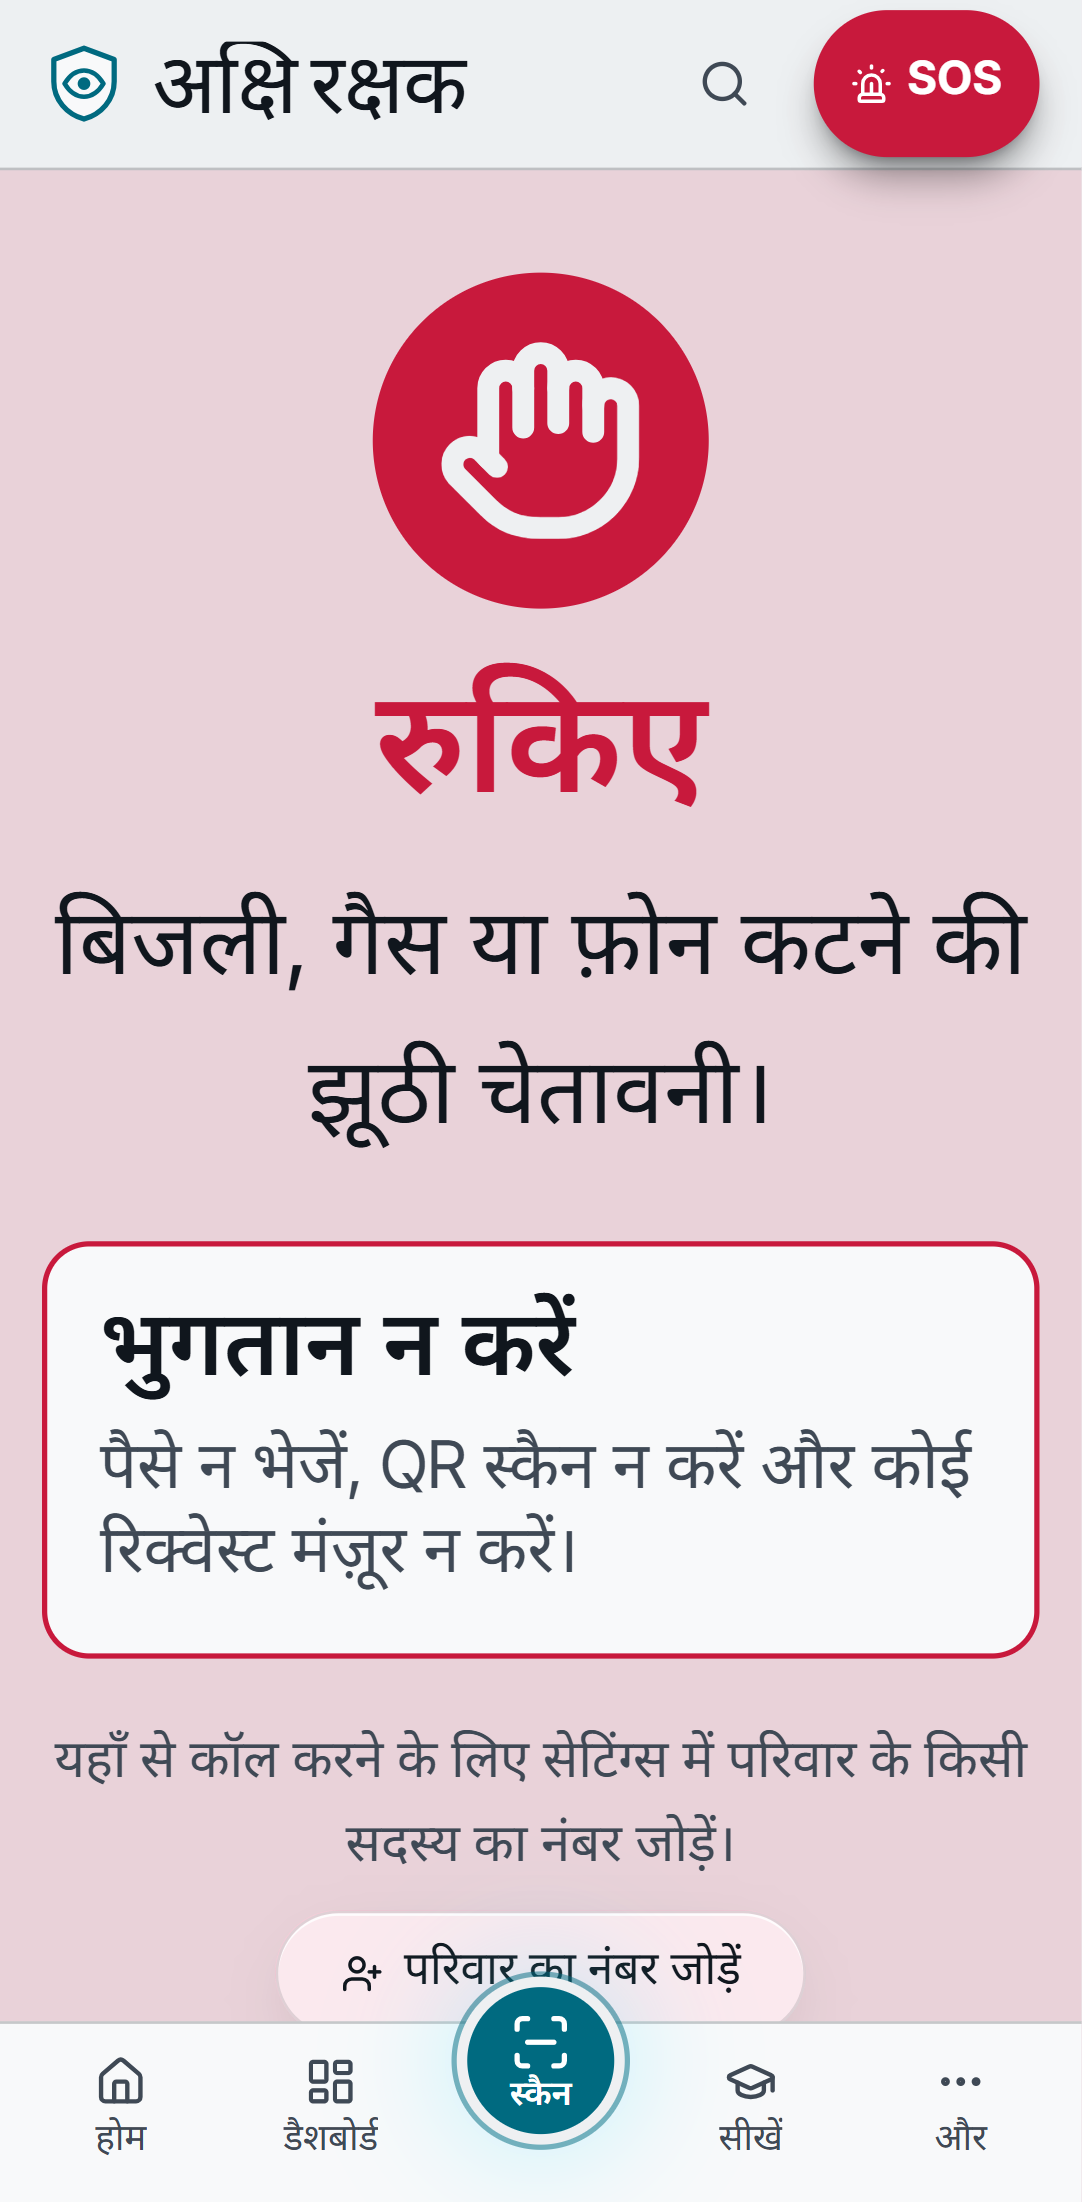 अक्षि रक्षक
SOS
रुकिए
बिजली, गैस या फ़ोन कटने की
झूठी चेतावनी।
भुगतान न करें
पैसे न भेजें, QR स्कैन न करें और कोई
रिक्वेस्ट मंज़ूर न करें।
यहाँ से कॉल करने के लिए सेटिंग्स में परिवार के किसी
सदस्य का नंबर जोड़ें।
परिवार का नंबर जोड़ें
होम
डैशबोर्ड
स्कैन
सीखें
और